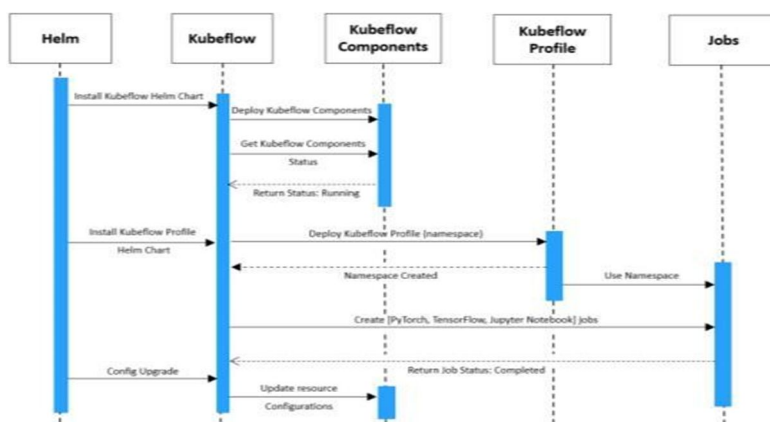 Helm
Kubeflow
Kubeflow
Components
Kubeflow
Profile
Jobs
Install Kubeflow Helm Chart
Deploy Kubeflow Components
Get Kubeflow Components
Status
Return Status: Running
Install Kubeflow Profile
Helm Chart
Deploy Kubeflow Profile (namespace)
Namespace Created
Use Namespace
Create [PyTorch, TensorFlow, Jupyter Notebook] Jobs
Return Job Status: Completed
Config Upgrade
Update resource
Configurations